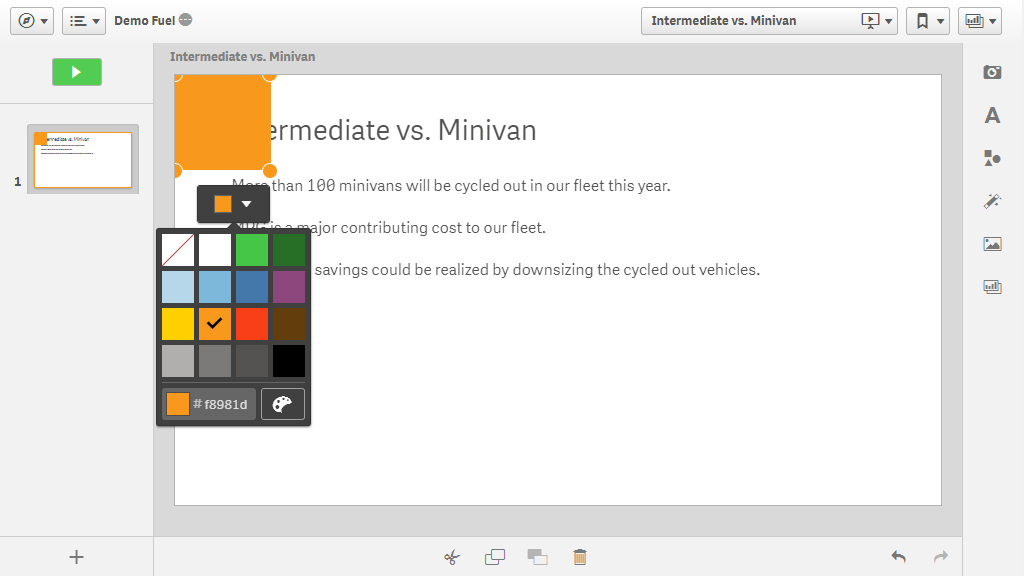 Demo Fuel
Intermediate vs. Minivan
Intermediate vs. Minivan
1
ermediate vs. Minivan
More than 100 minivans will be cycled out in our fleet this year.
MPG is a major contributing cost to our fleet.
savings could be realized by downsizing the cycled out vehicles.
# f8981d
A